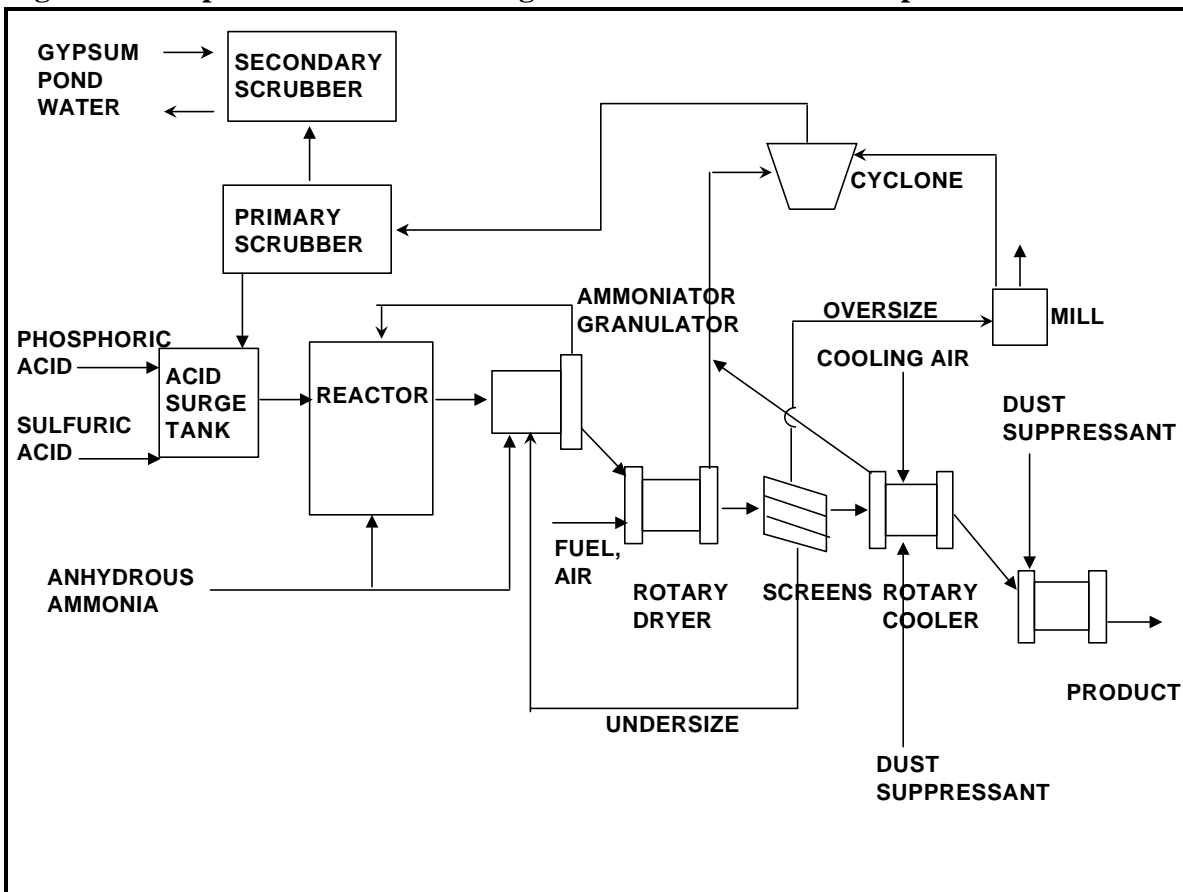 GYPSUM
POND
WATER
SECONDARY
SCRUBBER
CYCLONE
PRIMARY
SCRUBBER
AMMONIATOR
GRANULATOR
OVERSIZE
MILL
PHOSPHORIC
ACID
ACID
SURGE
TANK
REACTOR
COOLING AIR
SULFURIC
ACID
DUST
SUPPRESSANT
FUEL,
AIR
ANHYDROUS
AMMONIA
ROTARY
DRYER
SCREENS
ROTARY
COOLER
PRODUCT
UNDERSIZE
DUST
SUPPRESSANT